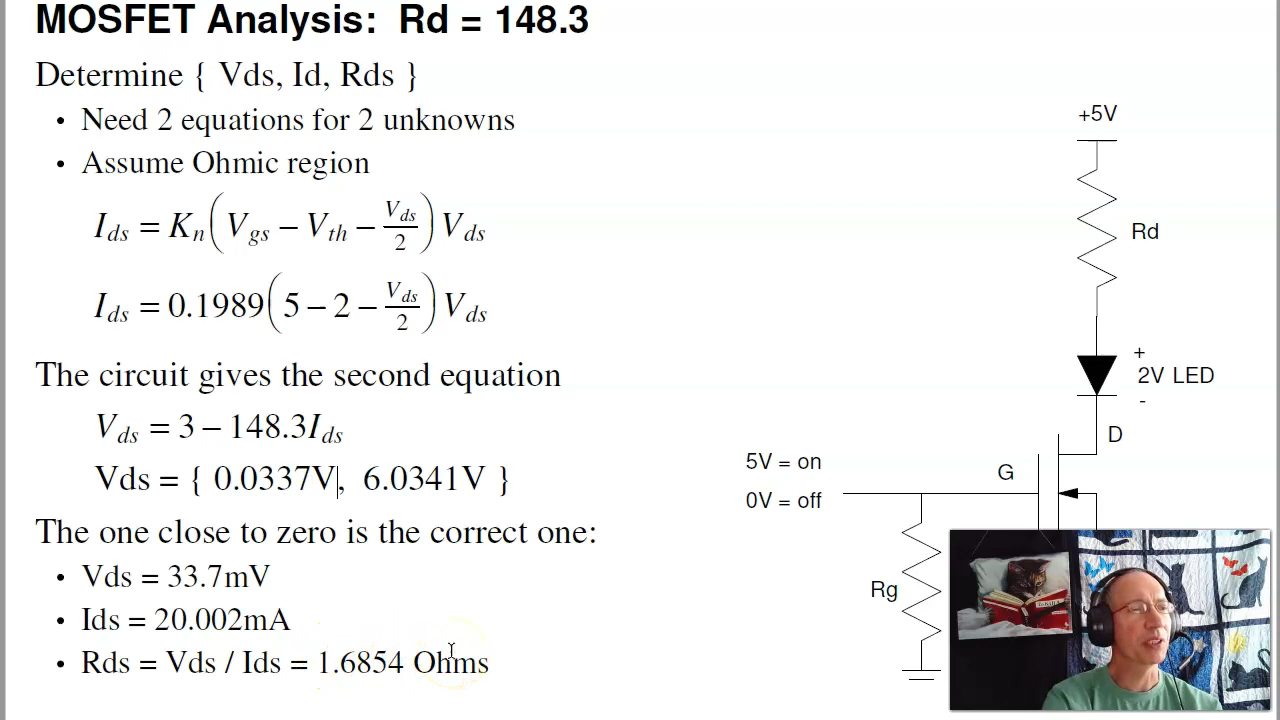 MOSFET Analysis: Rd = 148.3
Determine { Vds, Id, Rds }
• Need 2 equations for 2 unknowns
• Assume Ohmic region
I_ds = K_n(V_gs − V_th − V_ds/2)V_ds
I_ds = 0.1989(5 − 2 − V_ds/2)V_ds
The circuit gives the second equation
V_ds = 3 − 148.3I_ds
Vds = { 0.0337V, 6.0341V }
The one close to zero is the correct one:
• Vds = 33.7mV
• Ids = 20.002mA
• Rds = Vds / Ids = 1.6854 Ohms
+5V
Rd
+
2V LED
-
D
5V = on
G
0V = off
Rg